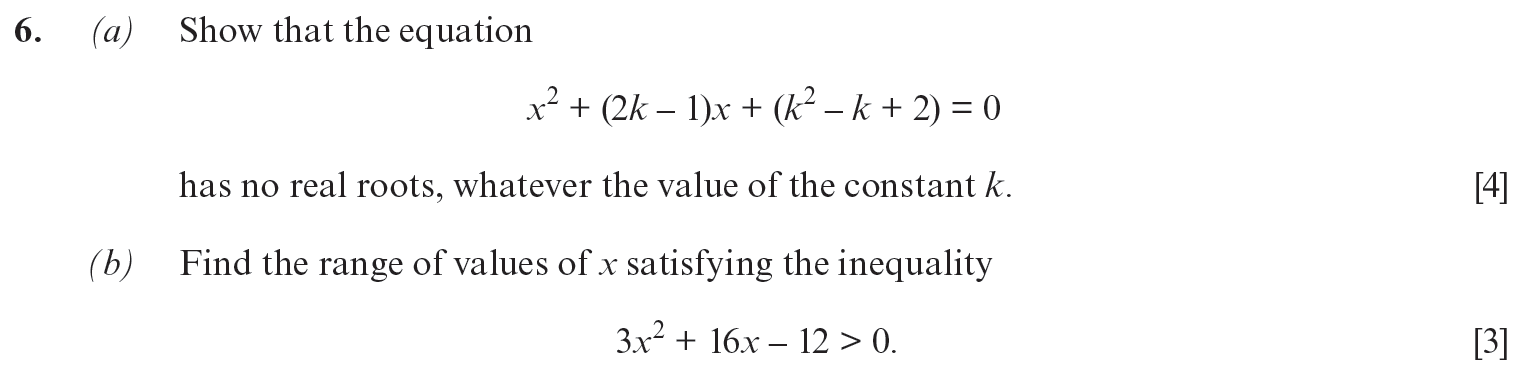 6. (a) Show that the equation
x² + (2k – 1)x + (k² – k + 2) = 0
has no real roots, whatever the value of the constant k. [4]
(b) Find the range of values of x satisfying the inequality
3x² + 16x – 12 > 0. [3]